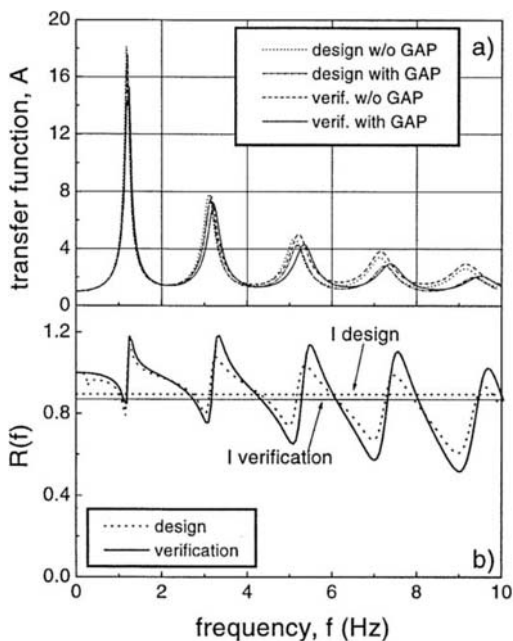 20
16
12
8
4
0
transfer function, A
a)
design w/o GAP
design with GAP
verif. w/o GAP
verif. with GAP
1.2
0.8
0.4
0.0
R(f)
I design
I verification
design
verification
b)
0 2 4 6 8 10
frequency, f (Hz)